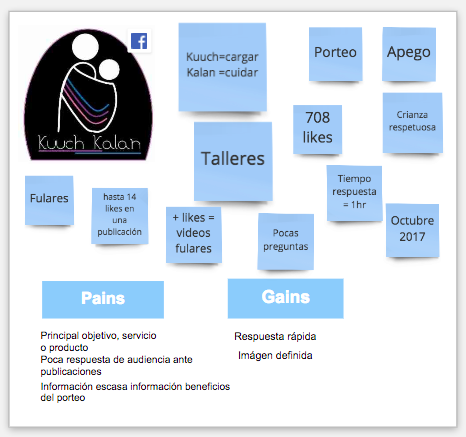 f
Kuuch Kalan
Kuuch=cargar
Kalan =cuidar
Porteo
Apego
708
likes
Crianza
respetuosa
Talleres
Tiempo
respuesta
= 1hr
Fulares
hasta 14
likes en
una
publicación
+ likes =
videos
fulares
Pocas
preguntas
Octubre
2017
Pains
Gains
Principal objetivo, servicio
o producto
Poca respuesta de audiencia ante
publicaciones
Información escasa información beneficios
del porteo
Respuesta rápida
Imágen definida